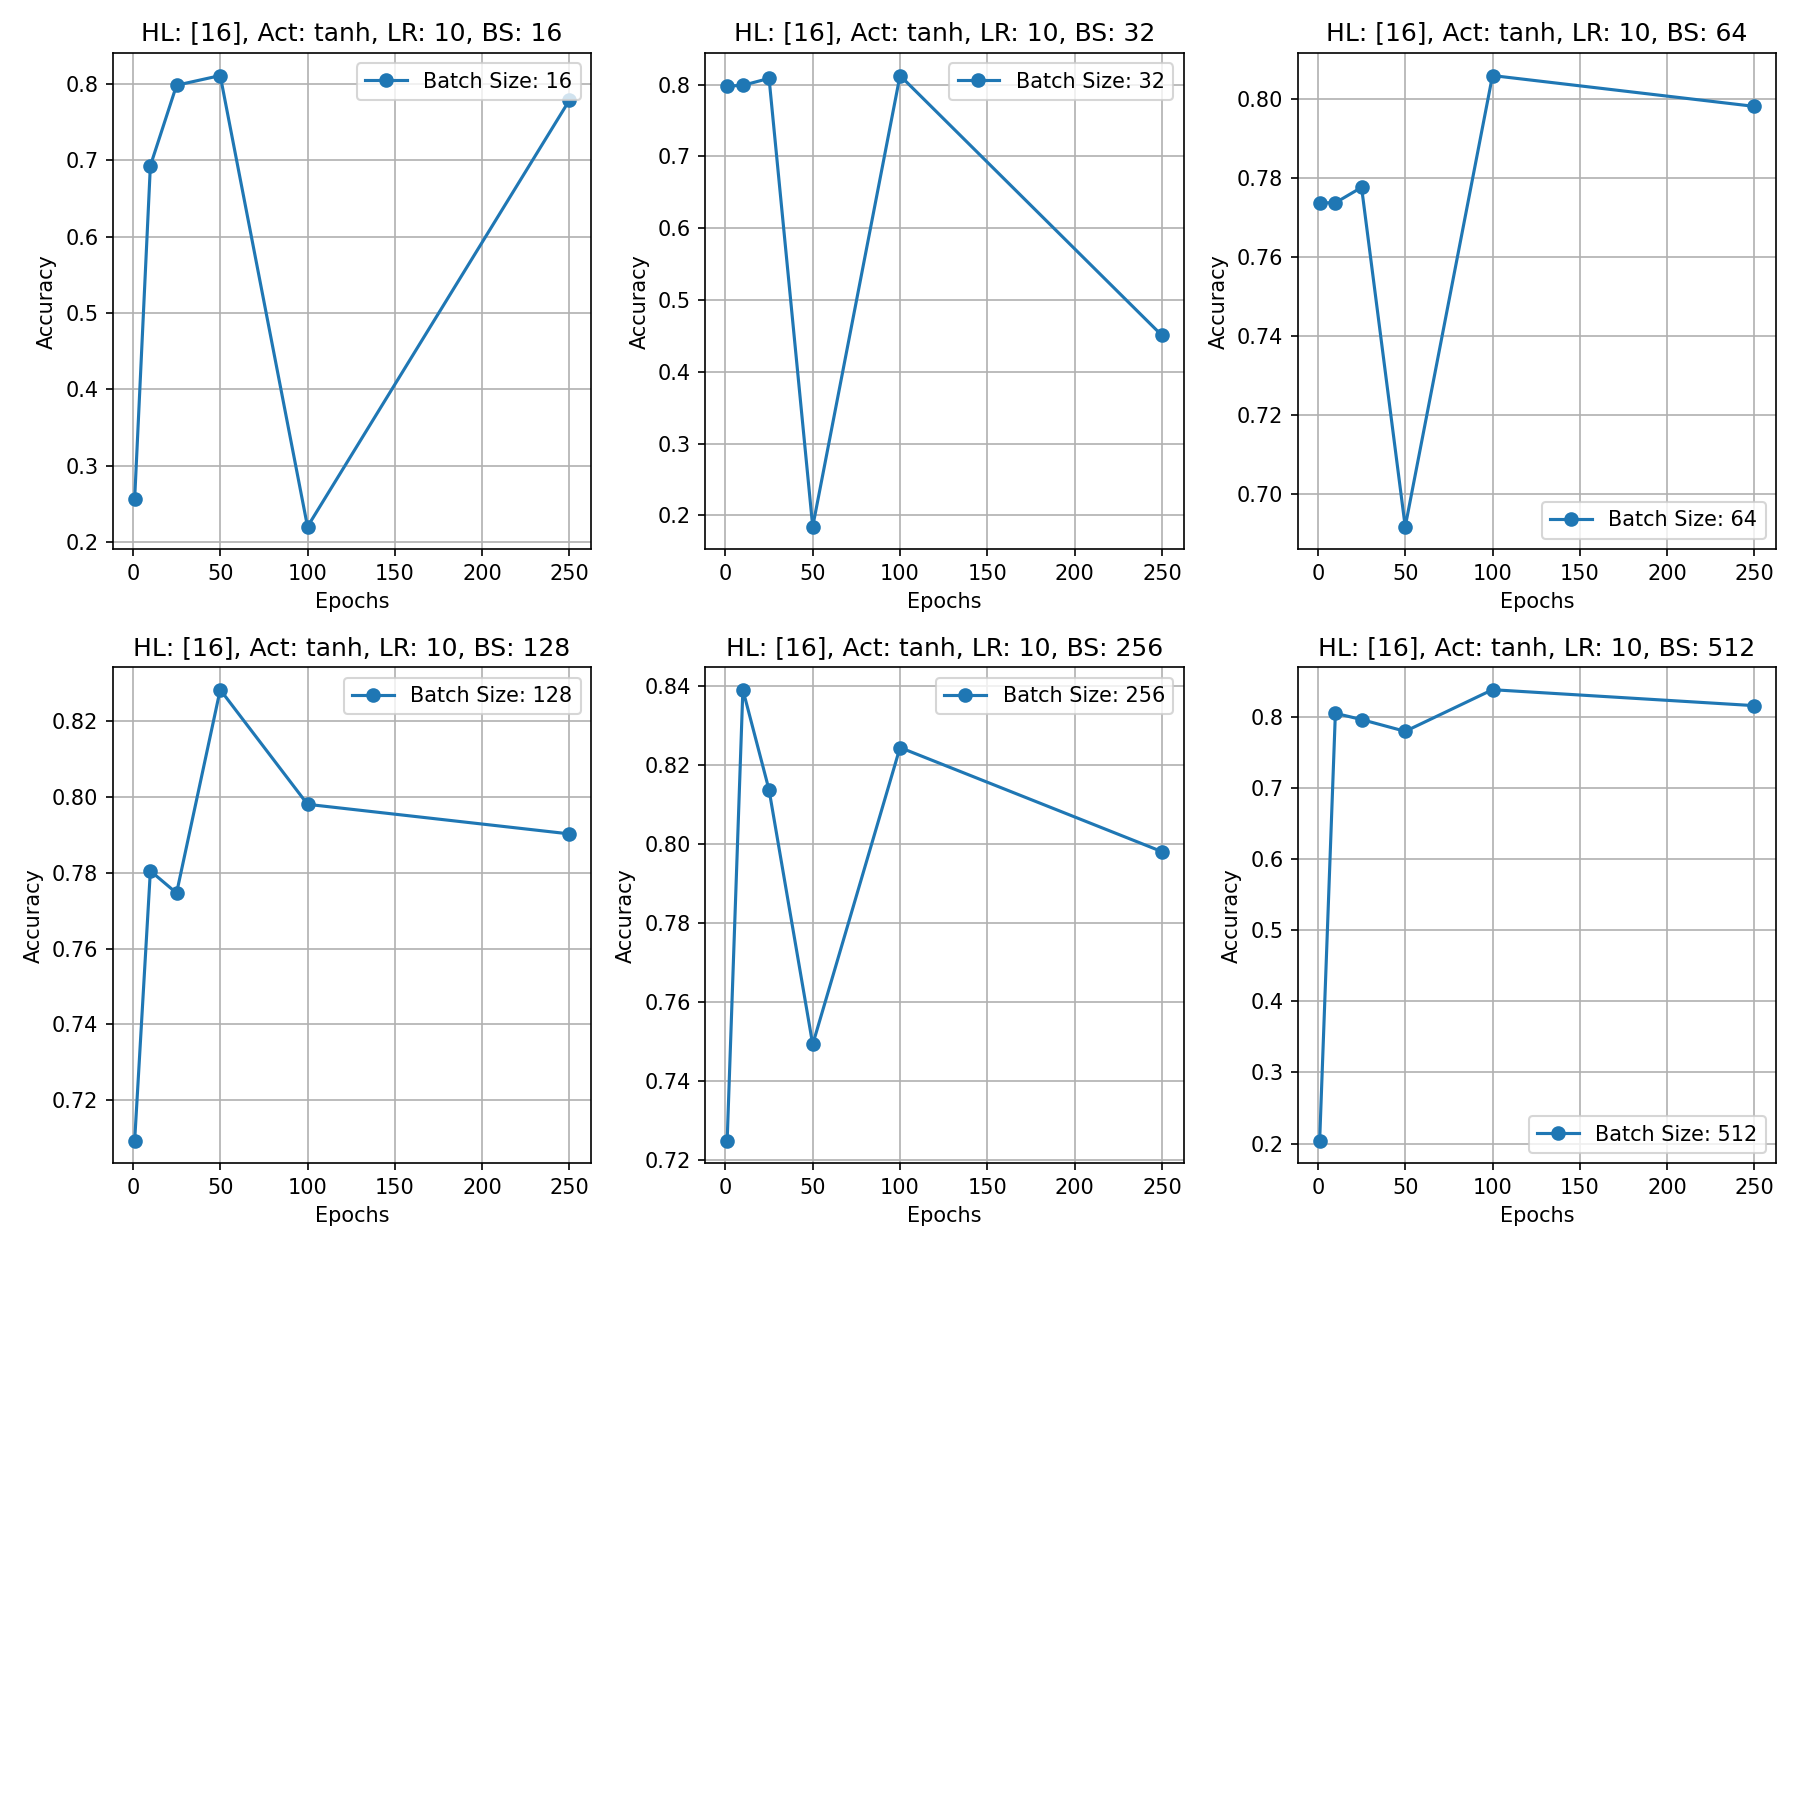 HL: [16], Act: tanh, LR: 10, BS: 16
Batch Size: 16
Accuracy
0.8
0.7
0.6
0.5
0.4
0.3
0.2
0 50 100 150 200 250
Epochs
HL: [16], Act: tanh, LR: 10, BS: 32
Batch Size: 32
Accuracy
0.8
0.7
0.6
0.5
0.4
0.3
0.2
0 50 100 150 200 250
Epochs
HL: [16], Act: tanh, LR: 10, BS: 64
Accuracy
0.80
0.78
0.76
0.74
0.72
0.70
Batch Size: 64
0 50 100 150 200 250
Epochs
HL: [16], Act: tanh, LR: 10, BS: 128
Batch Size: 128
Accuracy
0.82
0.80
0.78
0.76
0.74
0.72
0 50 100 150 200 250
Epochs
HL: [16], Act: tanh, LR: 10, BS: 256
Batch Size: 256
Accuracy
0.84
0.82
0.80
0.78
0.76
0.74
0.72
0 50 100 150 200 250
Epochs
HL: [16], Act: tanh, LR: 10, BS: 512
Accuracy
0.8
0.7
0.6
0.5
0.4
0.3
0.2
Batch Size: 512
0 50 100 150 200 250
Epochs